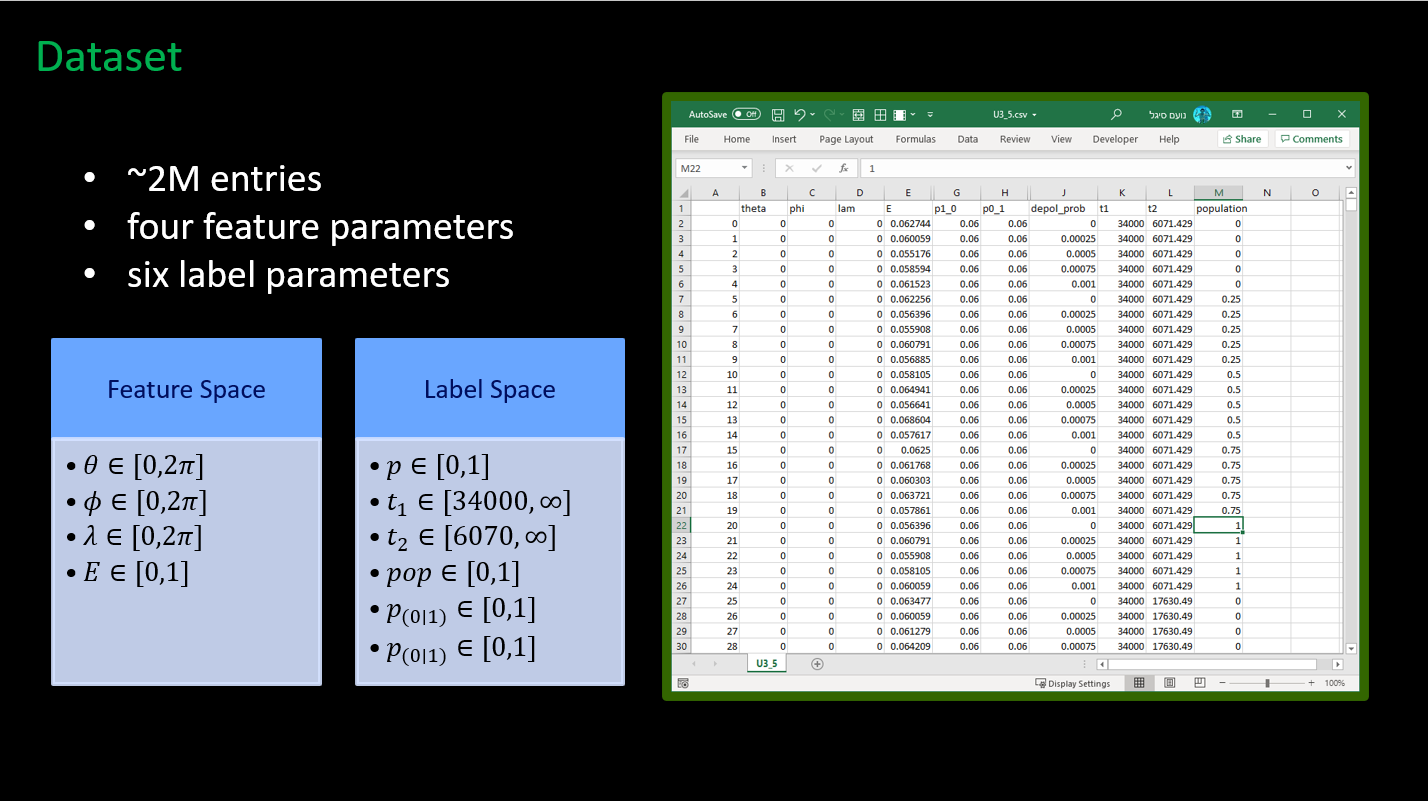 Dataset
• ~2M entries
• four feature parameters
• six label parameters
Feature Space
• θ ∈ [0,2π]
• ϕ ∈ [0,2π]
• λ ∈ [0,2π]
• E ∈ [0,1]
Label Space
• p ∈ [0,1]
• t₁ ∈ [34000, ∞]
• t₂ ∈ [6070, ∞]
• pop ∈ [0,1]
• p₍₀|₁₎ ∈ [0,1]
• p₍₀|₁₎ ∈ [0,1]
AutoSave Off U3_5.csv נועם סיגל
File Home Insert Page Layout Formulas Data Review View Developer Help Share Comments
M22 fx 1
A B C D E G H J K L M N O
1 theta phi lam E p1_0 p0_1 depol_prob t1 t2 population
2 0 0 0 0 0.062744 0.06 0.06 0 34000 6071.429 0
3 1 0 0 0 0.060059 0.06 0.06 0.00025 34000 6071.429 0
4 2 0 0 0 0.055176 0.06 0.06 0.0005 34000 6071.429 0
5 3 0 0 0 0.058594 0.06 0.06 0.00075 34000 6071.429 0
6 4 0 0 0 0.061523 0.06 0.06 0.001 34000 6071.429 0
7 5 0 0 0 0.062256 0.06 0.06 0 34000 6071.429 0.25
8 6 0 0 0 0.056396 0.06 0.06 0.00025 34000 6071.429 0.25
9 7 0 0 0 0.055908 0.06 0.06 0.0005 34000 6071.429 0.25
10 8 0 0 0 0.060791 0.06 0.06 0.00075 34000 6071.429 0.25
11 9 0 0 0 0.056885 0.06 0.06 0.001 34000 6071.429 0.25
12 10 0 0 0 0.058105 0.06 0.06 0 34000 6071.429 0.5
13 11 0 0 0 0.064941 0.06 0.06 0.00025 34000 6071.429 0.5
14 12 0 0 0 0.056641 0.06 0.06 0.0005 34000 6071.429 0.5
15 13 0 0 0 0.068604 0.06 0.06 0.00075 34000 6071.429 0.5
16 14 0 0 0 0.057617 0.06 0.06 0.001 34000 6071.429 0.5
17 15 0 0 0 0.0625 0.06 0.06 0 34000 6071.429 0.75
18 16 0 0 0 0.061768 0.06 0.06 0.00025 34000 6071.429 0.75
19 17 0 0 0 0.060303 0.06 0.06 0.0005 34000 6071.429 0.75
20 18 0 0 0 0.063721 0.06 0.06 0.00075 34000 6071.429 0.75
21 19 0 0 0 0.057861 0.06 0.06 0.001 34000 6071.429 0.75
22 20 0 0 0 0.056396 0.06 0.06 0 34000 6071.429 1
23 21 0 0 0 0.060791 0.06 0.06 0.00025 34000 6071.429 1
24 22 0 0 0 0.055908 0.06 0.06 0.0005 34000 6071.429 1
25 23 0 0 0 0.058105 0.06 0.06 0.00075 34000 6071.429 1
26 24 0 0 0 0.060059 0.06 0.06 0.001 34000 6071.429 1
27 25 0 0 0 0.063477 0.06 0.06 0 34000 17630.49 0
28 26 0 0 0 0.060059 0.06 0.06 0.00025 34000 17630.49 0
29 27 0 0 0 0.061279 0.06 0.06 0.0005 34000 17630.49 0
30 28 0 0 0 0.064209 0.06 0.06 0.00075 34000 17630.49 0
U3_5
Display Settings 100%